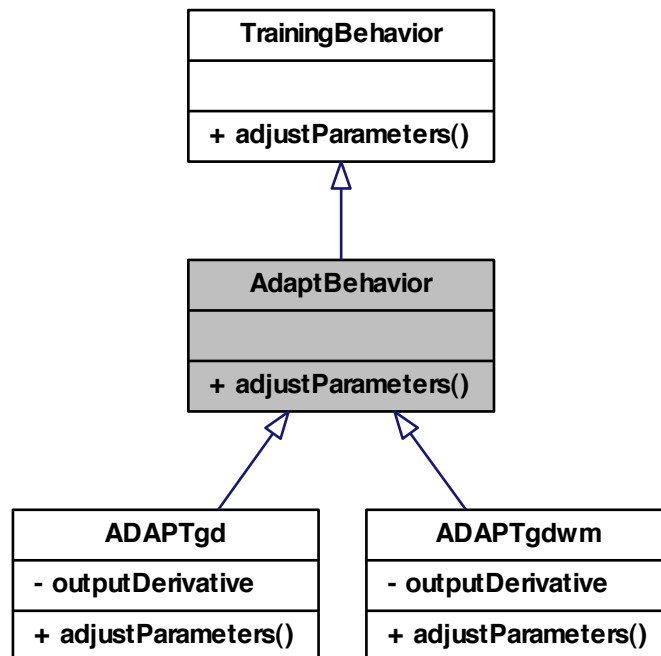 TrainingBehavior
+ adjustParameters()
AdaptBehavior
+ adjustParameters()
ADAPTgd
- outputDerivative
+ adjustParameters()
ADAPTgdwm
- outputDerivative
+ adjustParameters()